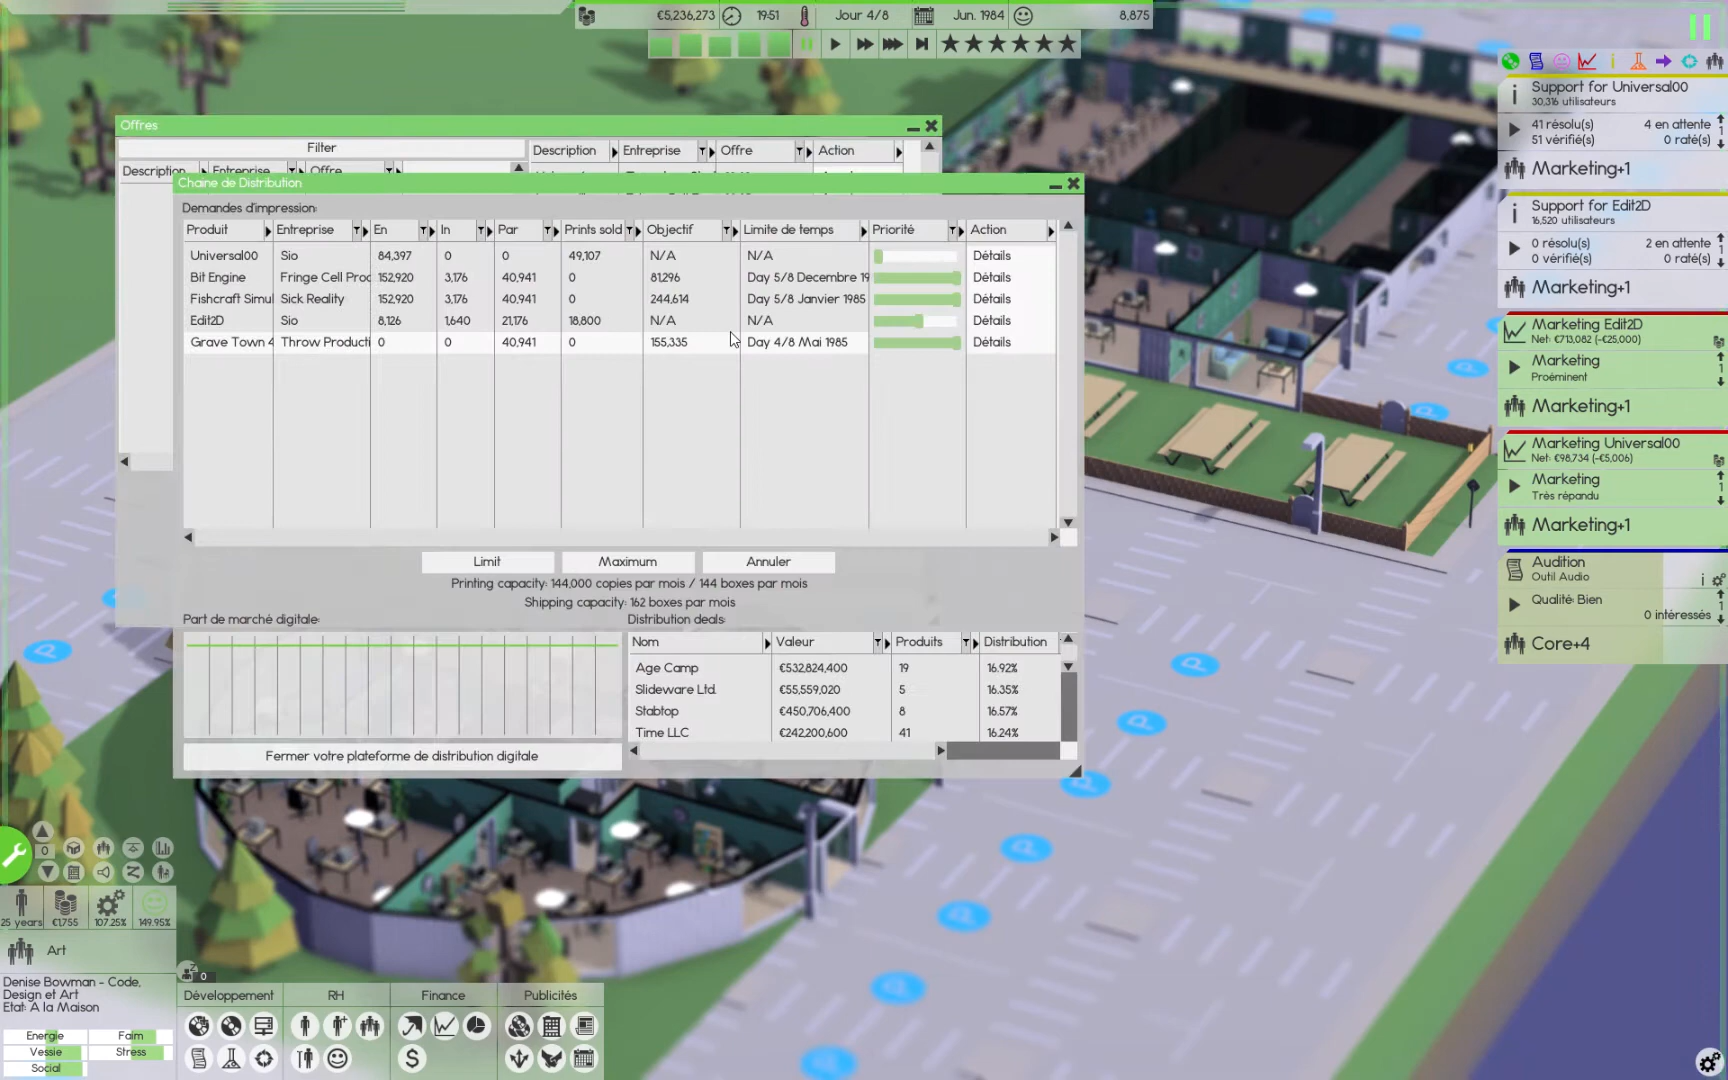 €5,236,273 19:51 Jour 4/8 Jun. 1984 8,875
Offres
Filter
Description Entreprise Offre Action
Description Entreprise Offre
Chaine de Distribution
Demandes d'impression:
Produit Entreprise En In Par Prints sold Objectif Limite de temps Priorité Action
Universal00 Sio 84,397 0 0 49,107 N/A N/A Détails
Bit Engine Fringe Cell Proc 152,920 3,176 40,941 0 81,296 Day 5/8 Decembre 19 Détails
Fishcraft Simul Sick Reality 152,920 3,176 40,941 0 244,614 Day 5/8 Janvier 1985 Détails
Edit2D Sio 8,126 1,640 21,176 18,800 N/A N/A Détails
Grave Town 4 Throw Producti 0 0 40,941 0 155,335 Day 4/8 Mai 1985 Détails
Limit Maximum Annuler
Printing capacity: 144,000 copies par mois / 144 boxes par mois
Shipping capacity: 162 boxes par mois
Part de marché digitale:
Distribution deals:
Nom Valeur Produits Distribution
Age Camp €532,824,400 19 16.92%
Slideware Ltd. €55,559,020 5 16.35%
Stabtop €450,706,400 8 16.57%
Time LLC €242,200,600 41 16.24%
Fermer votre plateforme de distribution digitale
Support for Universal00
30,316 utilisateurs
41 résolu(s) 4 en attente
51 vérifié(s) 0 raté(s)
1
Marketing+1
Support for Edit2D
16,520 utilisateurs
0 résolu(s) 2 en attente
0 vérifié(s) 0 raté(s)
1
Marketing+1
Marketing Edit2D
Net: €713,082 (-€25,000)
Marketing
Proéminent
1
Marketing+1
Marketing Universal00
Net: €98,734 (-€5,006)
Marketing
Très répandu
1
Marketing+1
Audition
Outil Audio
Qualité: Bien
0 intéressés
1
Core+4
0
25 years €1,755 107.25% 149.95%
Art
Denise Bowman - Code,
Design et Art
Etat: A la Maison
Energie Faim
Vessie Stress
Social
0
Développement RH Finance Publicités